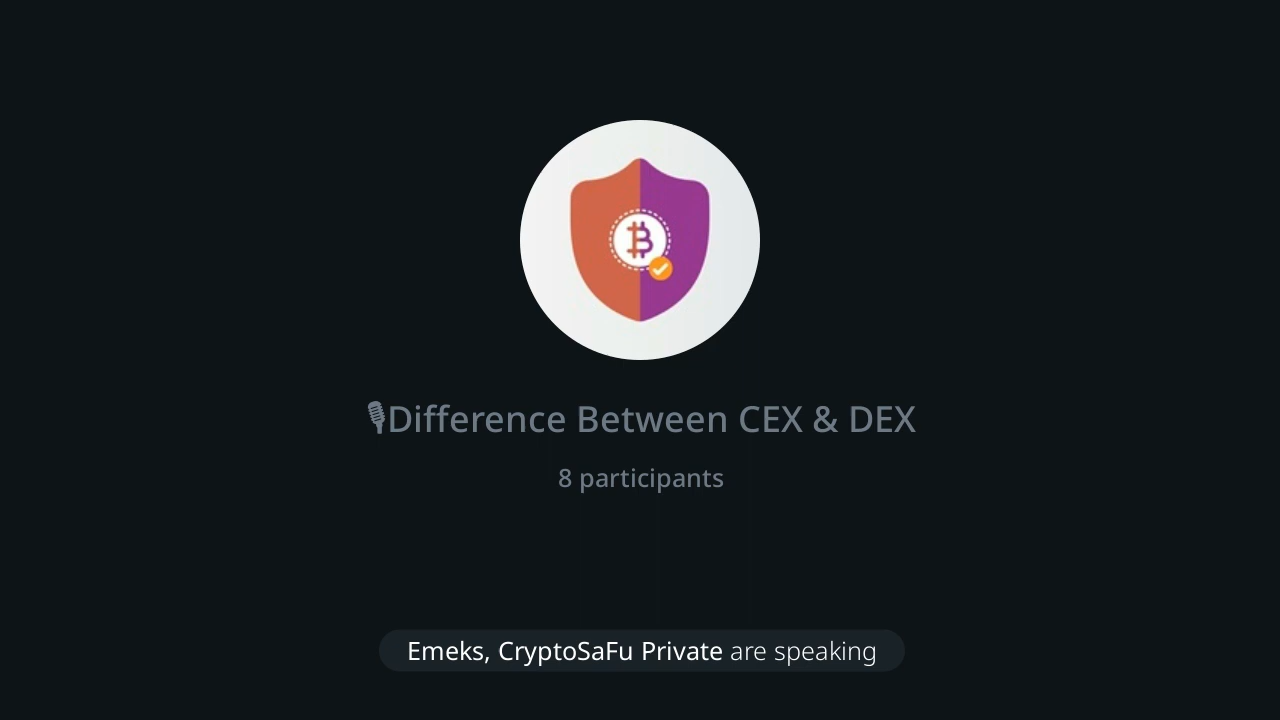 🎙Difference Between CEX & DEX
8 participants
Emeks, CryptoSaFu Private are speaking